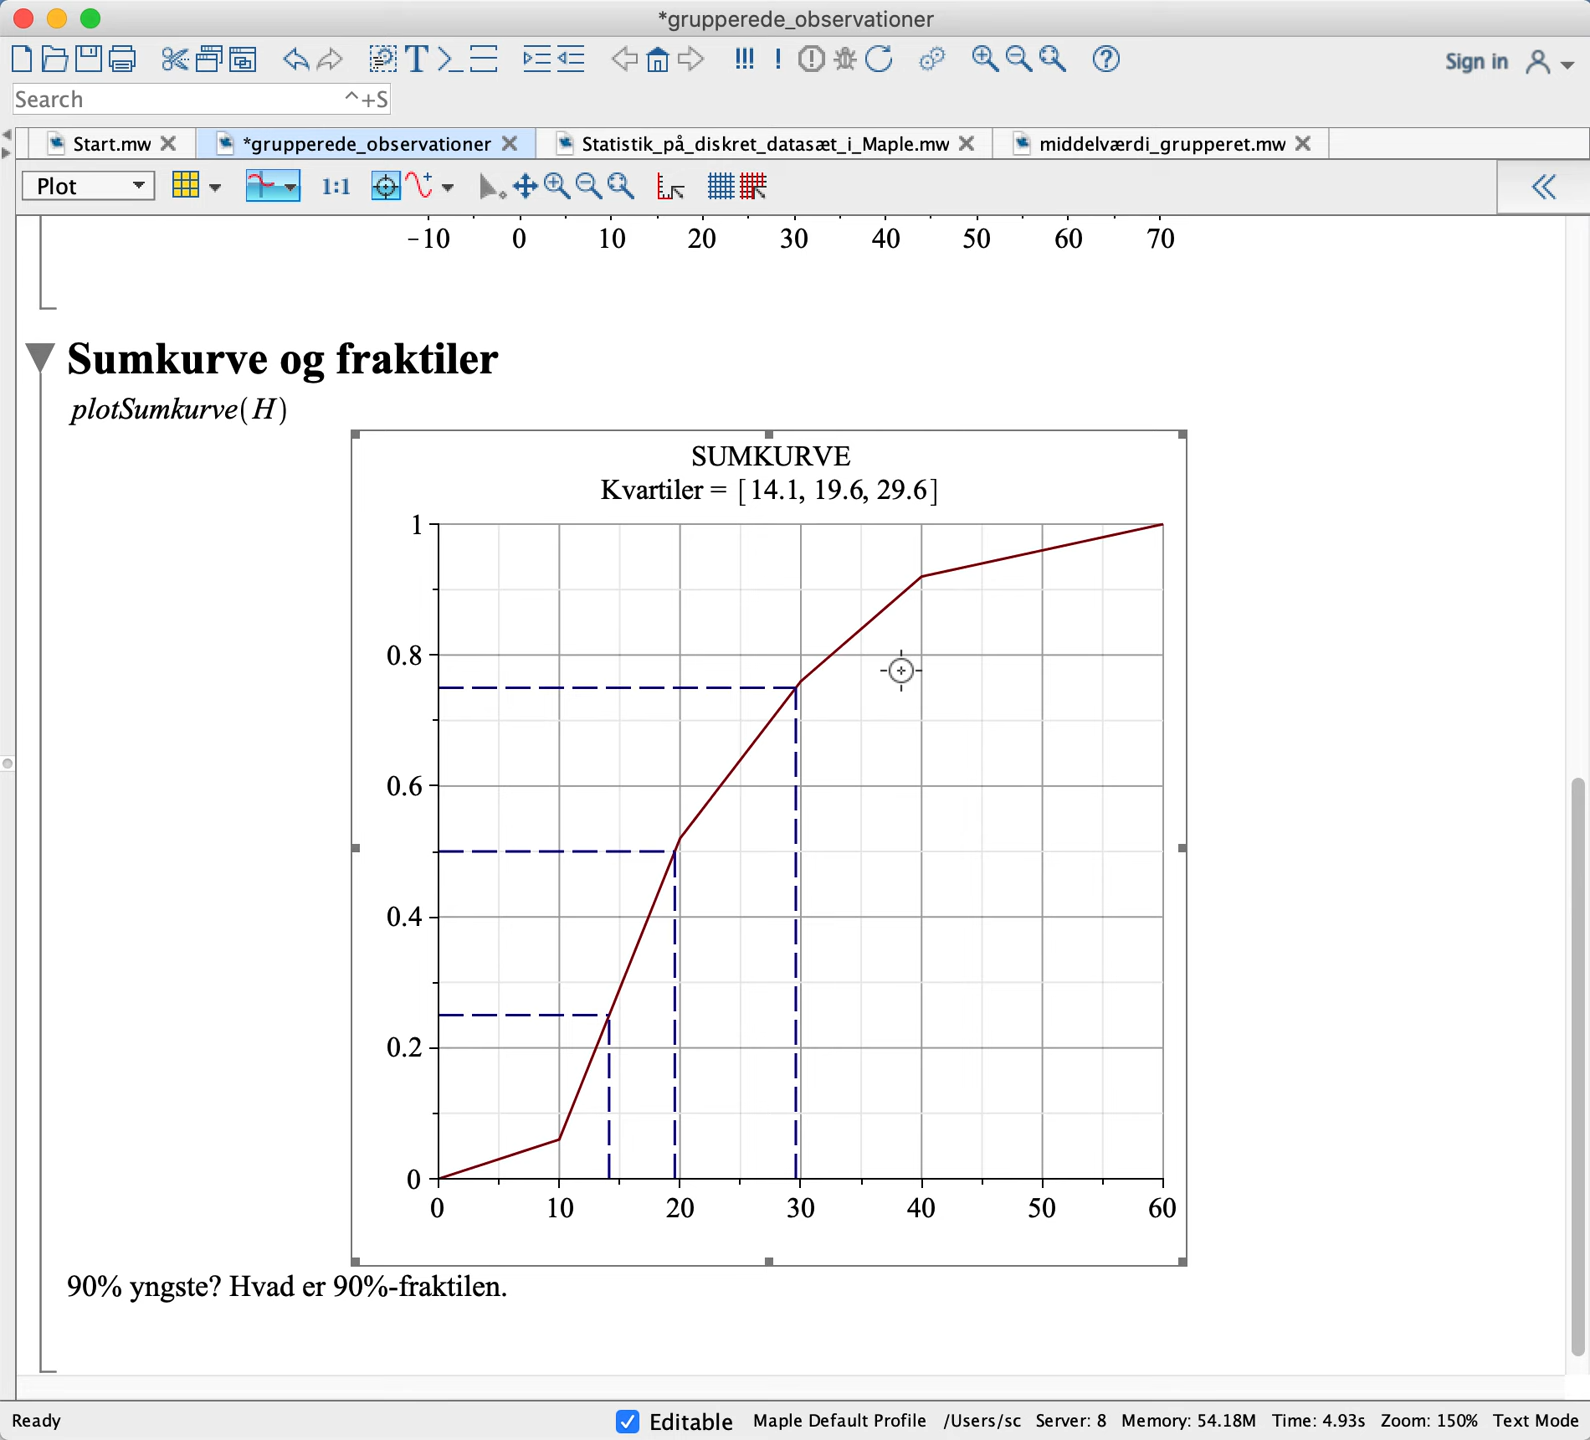 *grupperede_observationer
Sign in
Search ^+S
Start.mw *grupperede_observationer Statistik_på_diskret_datasæt_i_Maple.mw middelværdi_grupperet.mw
Plot 1:1
-10 0 10 20 30 40 50 60 70
Sumkurve og fraktiler
plotSumkurve(H)
SUMKURVE
Kvartiler = [14.1, 19.6, 29.6]
1
0.8
0.6
0.4
0.2
0
0 10 20 30 40 50 60
90% yngste? Hvad er 90%-fraktilen.
Ready Editable Maple Default Profile /Users/sc Server: 8 Memory: 54.18M Time: 4.93s Zoom: 150% Text Mode